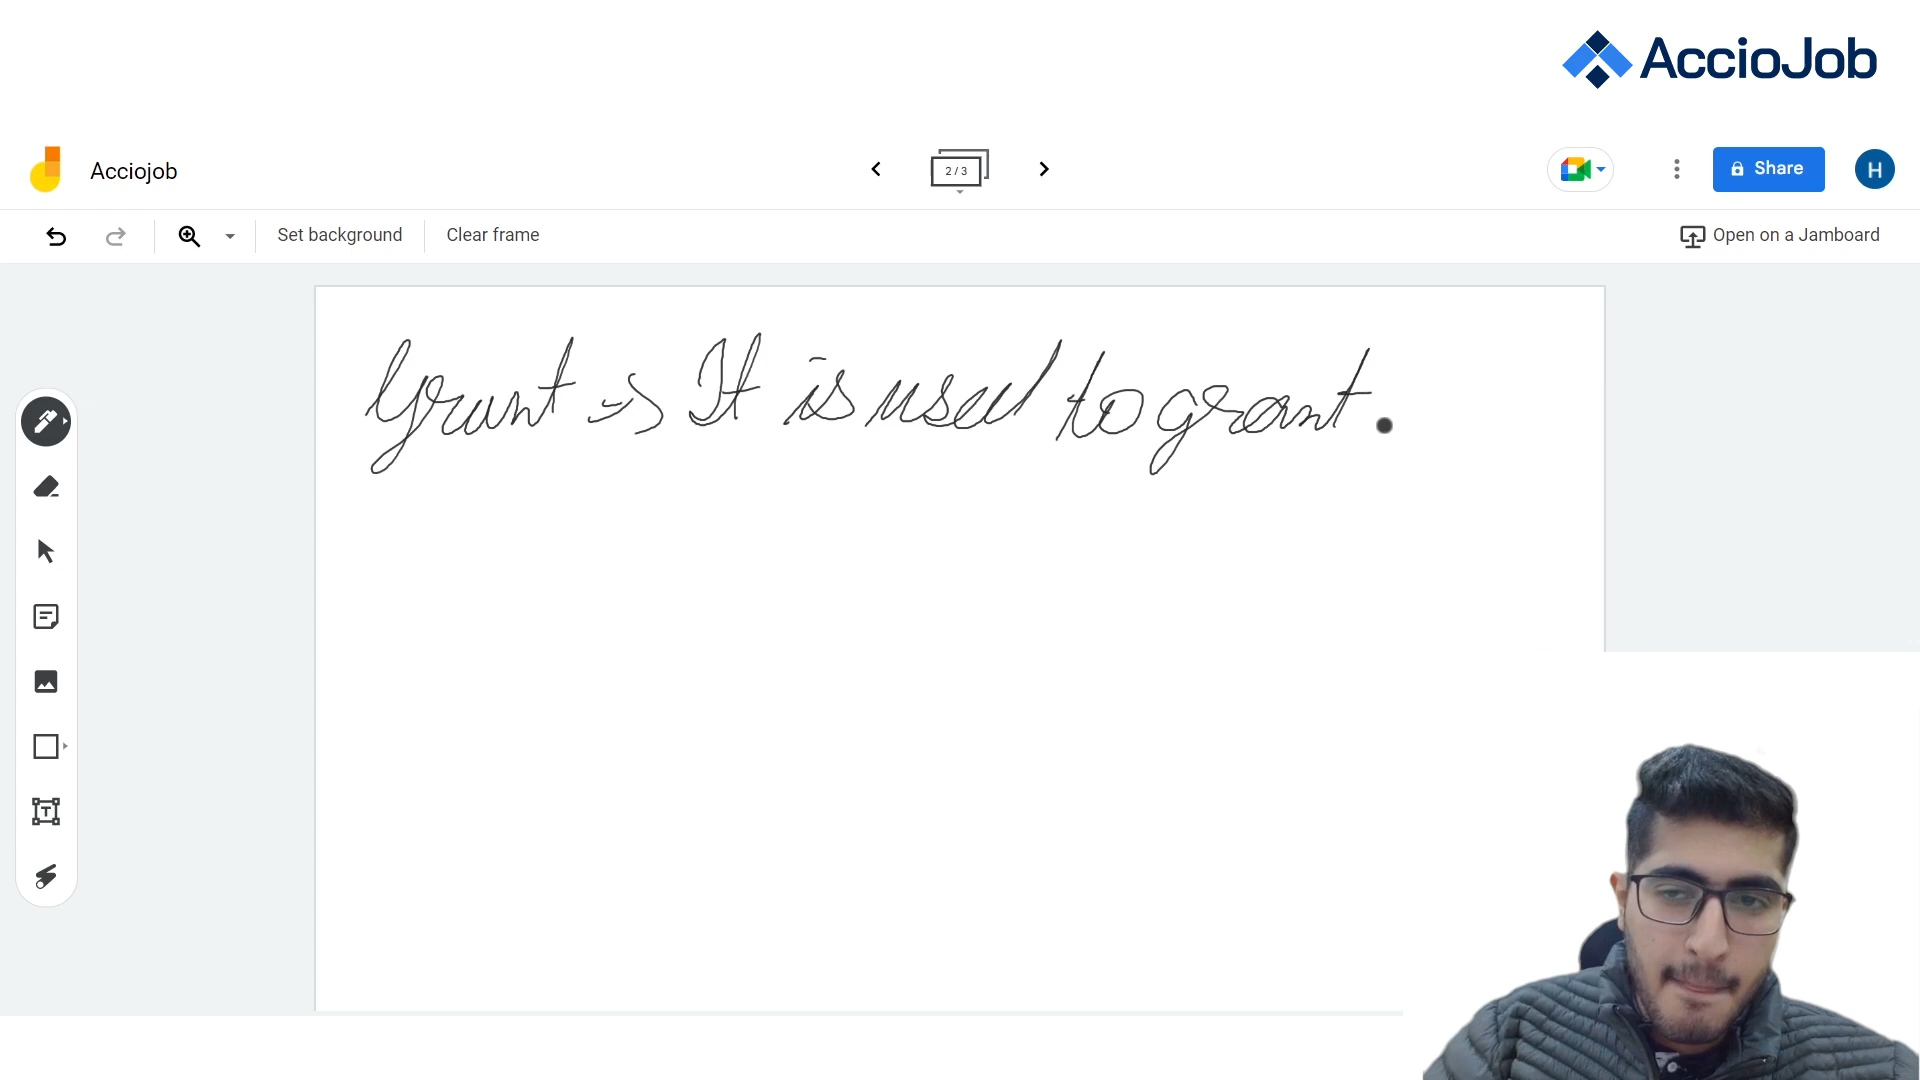 AccioJob
Acciojob
2 / 3
Share
H
Set background
Clear frame
Open on a Jamboard
Grant => It is used to grant
T